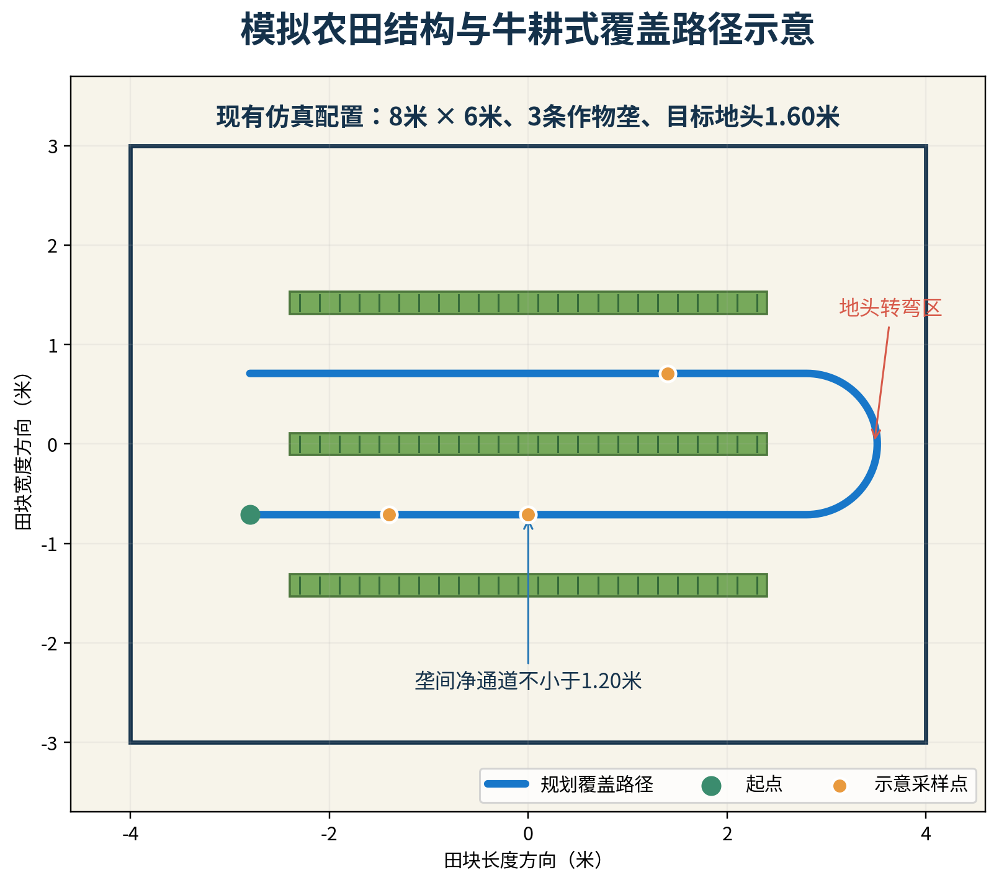 模拟农田结构与牛耕式覆盖路径示意
现有仿真配置：8米 × 6米、3条作物垄、目标地头1.60米
3
2
1
0
-1
-2
-3
田块宽度方向（米）
地头转弯区
垄间净通道不小于1.20米
规划覆盖路径 起点 示意采样点
-4 -2 0 2 4
田块长度方向（米）